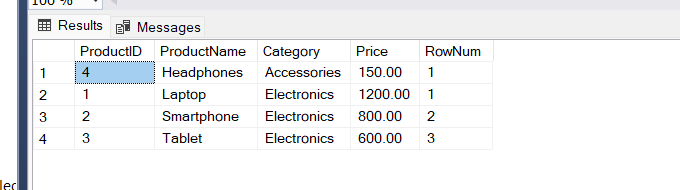 100 %
Results Messages
ProductID ProductName Category Price RowNum
1 4 Headphones Accessories 150.00 1
2 1 Laptop Electronics 1200.00 1
3 2 Smartphone Electronics 800.00 2
4 3 Tablet Electronics 600.00 3